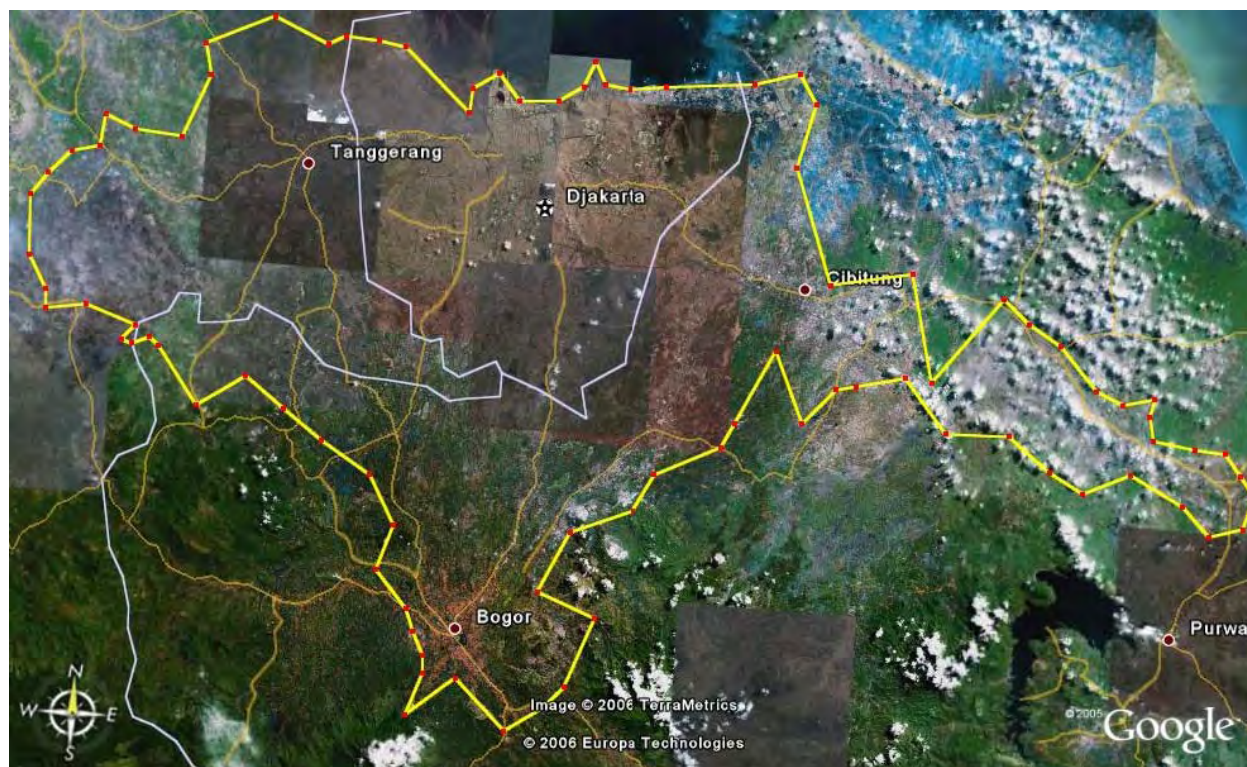 Tanggerang
Djakarta
Cibitung
Bogor
Purwa
N
W E
S
Image © 2006 TerraMetrics
© 2006 Europa Technologies
© 2005 Google